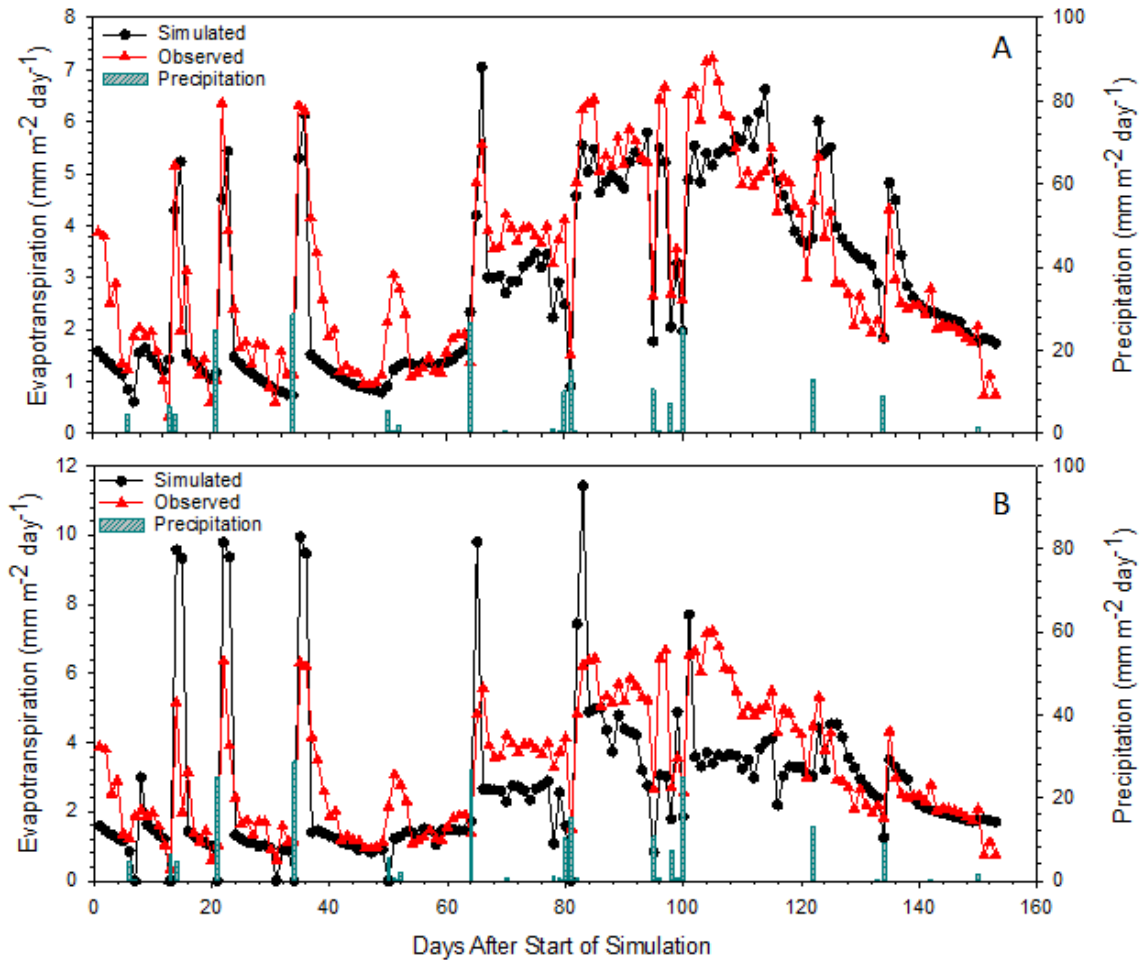 A
Simulated
Observed
Precipitation
Evapotranspiration (mm m-2 day-1)
Precipitation (mm m-2 day-1)
8
7
6
5
4
3
2
1
0
100
80
60
40
20
0
B
Simulated
Observed
Precipitation
Evapotranspiration (mm m-2 day-1)
Precipitation (mm m-2 day-1)
12
10
8
6
4
2
0
100
80
60
40
20
0
0 20 40 60 80 100 120 140 160
Days After Start of Simulation